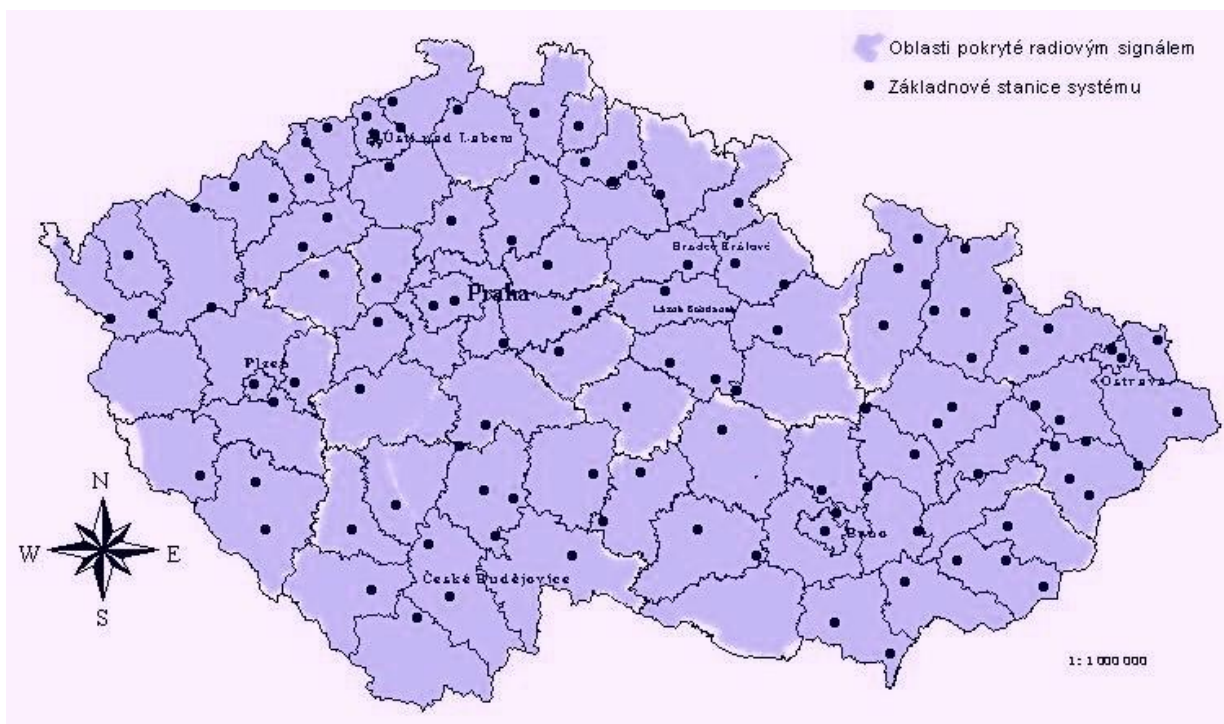 Oblasti pokryté radiovým signálem
Základnové stanice systému
Ústí nad Labem
Hradec Králové
Praha
Plzeň
Ostrava
N
W E
S
Brno
České Budějovice
1: 1 000 000